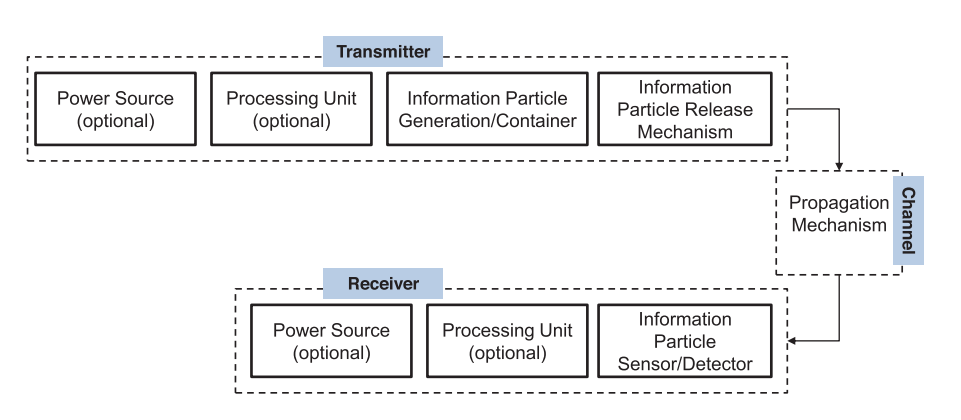 Transmitter
Power Source
(optional)
Processing Unit
(optional)
Information Particle
Generation/Container
Information
Particle Release
Mechanism
Propagation
Mechanism
Channel
Receiver
Power Source
(optional)
Processing Unit
(optional)
Information
Particle
Sensor/Detector